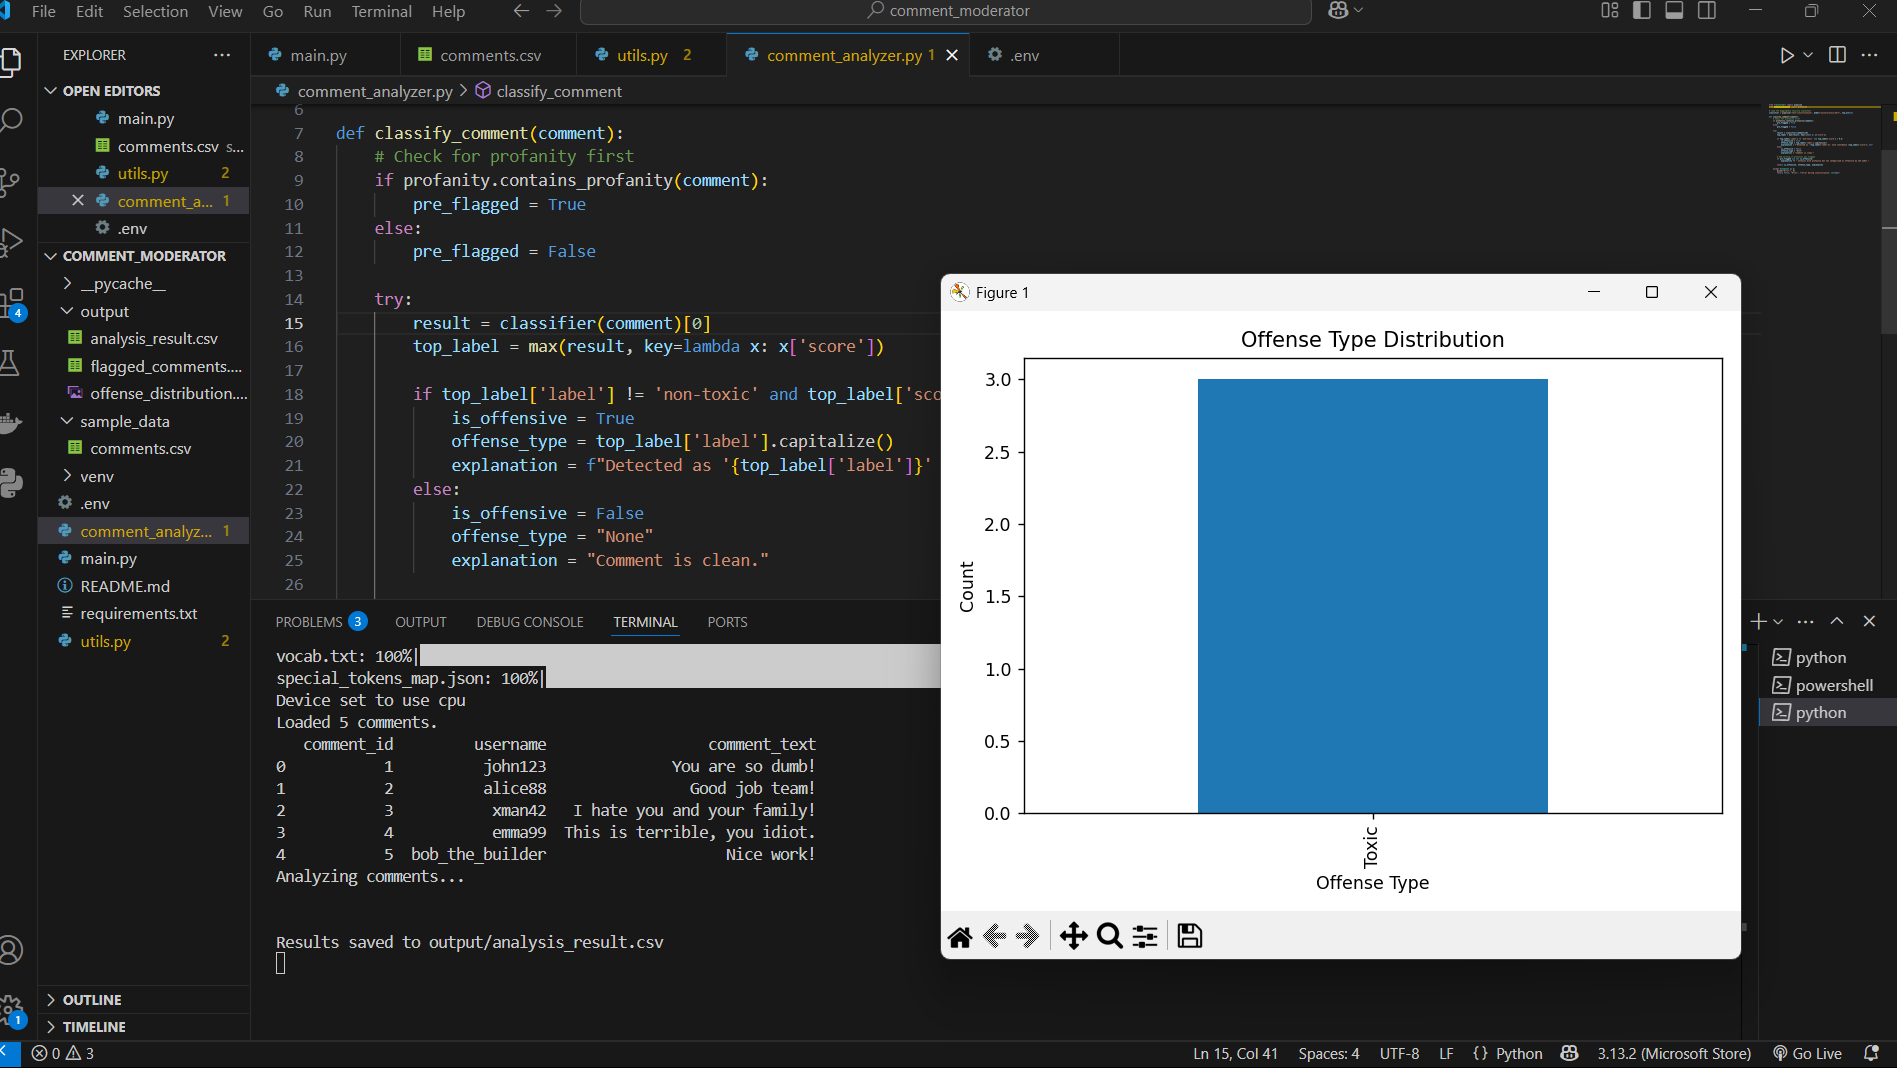 File Edit Selection View Go Run Terminal Help
comment_moderator
EXPLORER
OPEN EDITORS
main.py
comments.csv s...
utils.py 2
comment_a... 1
.env
COMMENT_MODERATOR
__pycache__
output
analysis_result.csv
flagged_comments....
offense_distribution....
sample_data
comments.csv
venv
.env
comment_analyz... 1
main.py
README.md
requirements.txt
utils.py 2
OUTLINE
TIMELINE
4
1
main.py comments.csv utils.py 2 comment_analyzer.py 1 .env
comment_analyzer.py > classify_comment
6
7 def classify_comment(comment):
8 # Check for profanity first
9 if profanity.contains_profanity(comment):
10 pre_flagged = True
11 else:
12 pre_flagged = False
13
14 try:
15 result = classifier(comment)[0]
16 top_label = max(result, key=lambda x: x['score'])
17
18 if top_label['label'] != 'non-toxic' and top_label['sco
19 is_offensive = True
20 offense_type = top_label['label'].capitalize()
21 explanation = f"Detected as '{top_label['label']}'
22 else:
23 is_offensive = False
24 offense_type = "None"
25 explanation = "Comment is clean."
26
PROBLEMS 3 OUTPUT DEBUG CONSOLE TERMINAL PORTS
vocab.txt: 100%|
special_tokens_map.json: 100%|
Device set to use cpu
Loaded 5 comments.
comment_id username comment_text
0 1 john123 You are so dumb!
1 2 alice88 Good job team!
2 3 xman42 I hate you and your family!
3 4 emma99 This is terrible, you idiot.
4 5 bob_the_builder Nice work!
Analyzing comments...
Results saved to output/analysis_result.csv
python
powershell
python
Figure 1
Offense Type Distribution
3.0
2.5
2.0
1.5
1.0
0.5
0.0
Count
Toxic
Offense Type
0 3
Ln 15, Col 41 Spaces: 4 UTF-8 LF {} Python 3.13.2 (Microsoft Store) Go Live